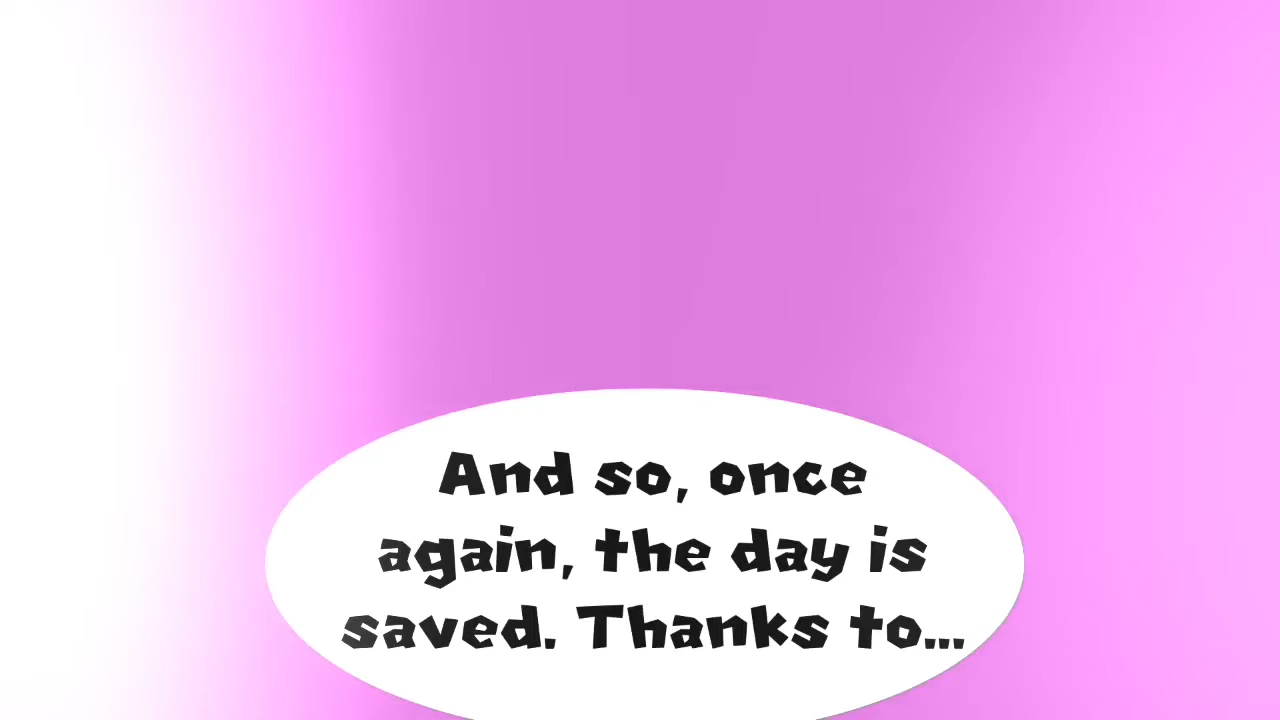 And so, once
again, the day is
saved. Thanks to...